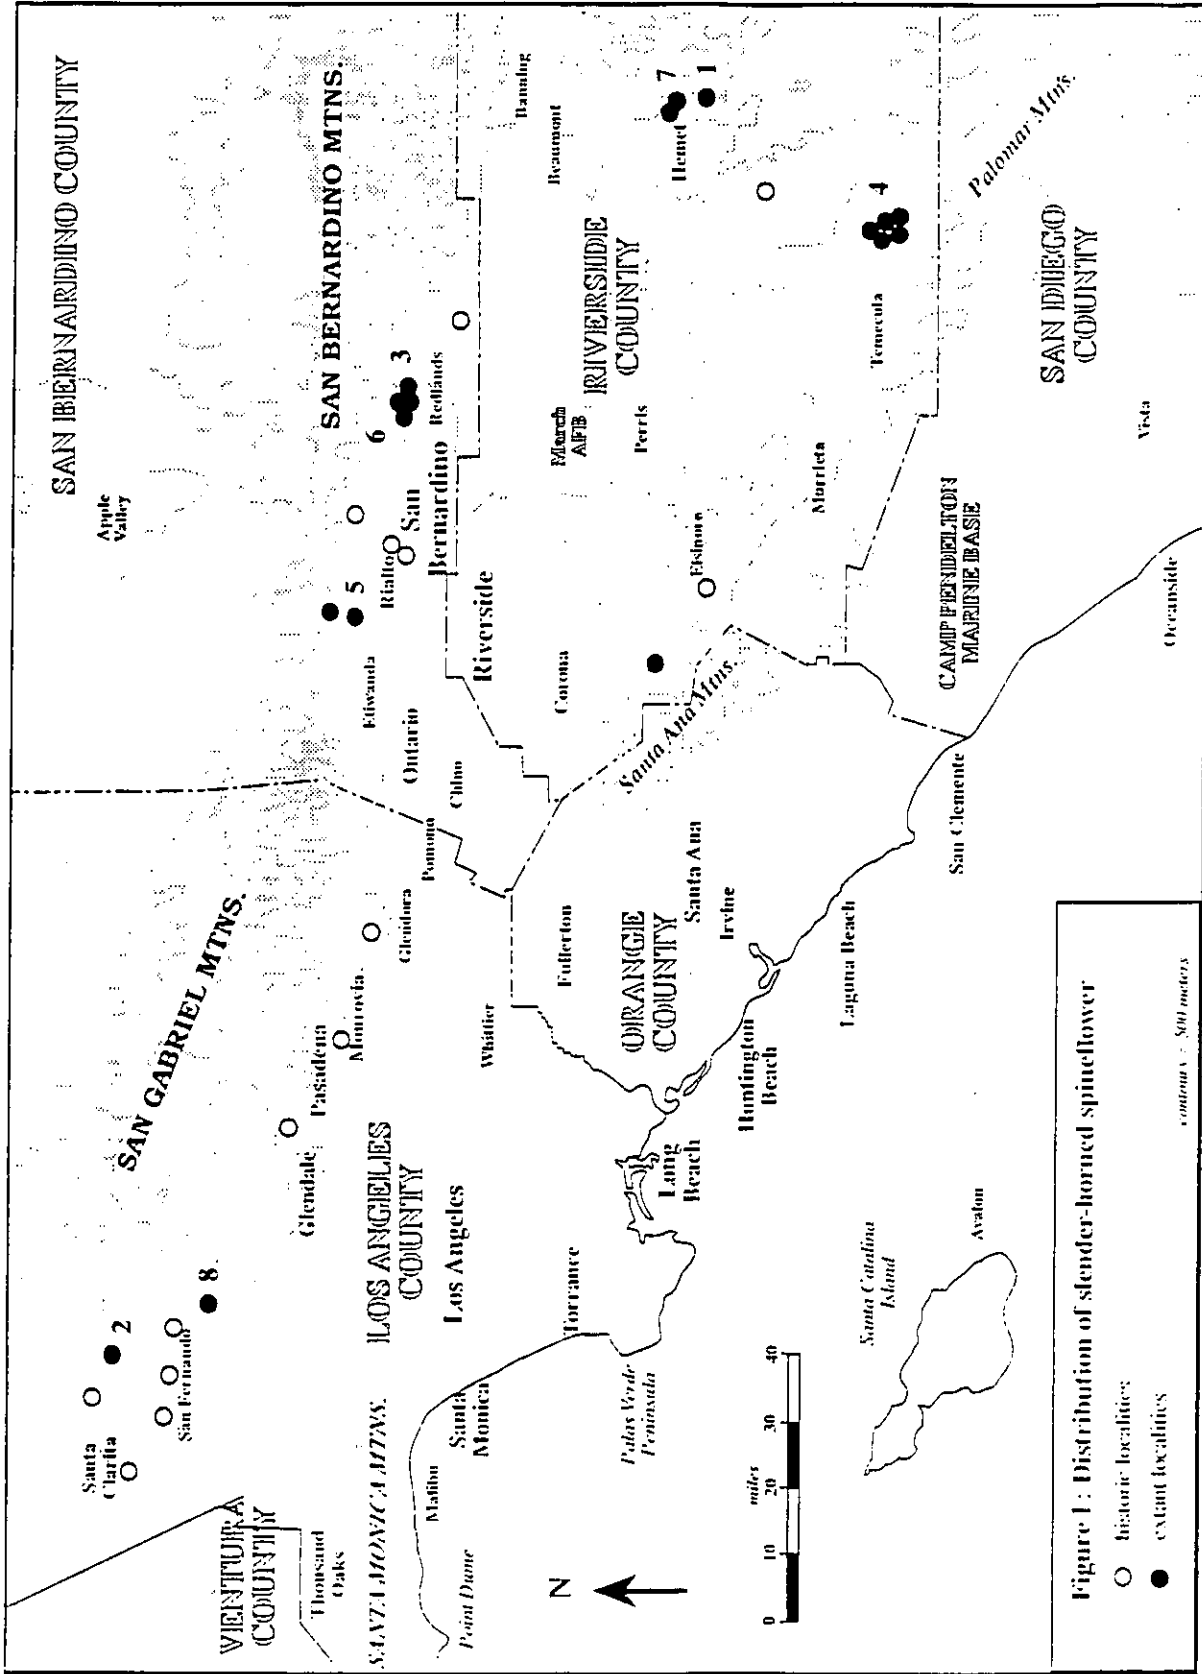 SAN BERNARDINO COUNTY
Apple
Valley
SAN GABRIEL MTNS.
SAN BERNARDINO MTNS.
2
Santa
Clarita
San Fernando
8
VENTURA
COUNTY
Thousand
Oaks
Glendale
Pasadena
Monrovia
Glendora
5
6
3
Etiwanda
Rialto
San
Bernardino
Redlands
SANTA MONICA MTNS.
LOS ANGELES
COUNTY
Los Angeles
Pomona
Ontario
Chino
Riverside
Malibu
Santa
Monica
Point Dume
Whittier
Fullerton
Corona
March
AFB
Beaumont
Banning
RIVERSIDE
COUNTY
Perris
N
Torrance
Palas Verde
Peninsula
Long
Beach
ORANGE
COUNTY
Santa Ana
Irvine
Santa Ana Mtns.
Elsinore
Hemet
7
1
Huntington
Beach
miles
0
10
20
30
40
Santa Catalina
Island
Avalon
Laguna Beach
San Clemente
Murrieta
Temecula
4
Palomar Mtns.
CAMP PENDELTON
MARINE BASE
SAN DIEGO
COUNTY
Vista
Oceanside
Figure 1: Distribution of slender-horned spineflower
historic localities
extant localities
contours = 500 meters